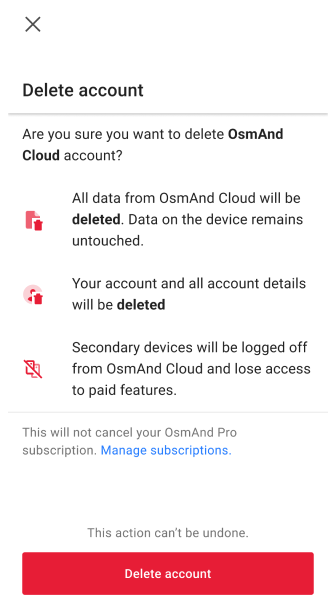 Delete account
Are you sure you want to delete OsmAnd
Cloud account?
All data from OsmAnd Cloud will be
deleted. Data on the device remains
untouched.
Your account and all account details
will be deleted
Secondary devices will be logged off
from OsmAnd Cloud and lose access
to paid features.
This will not cancel your OsmAnd Pro
subscription. Manage subscriptions.
This action can’t be undone.
Delete account